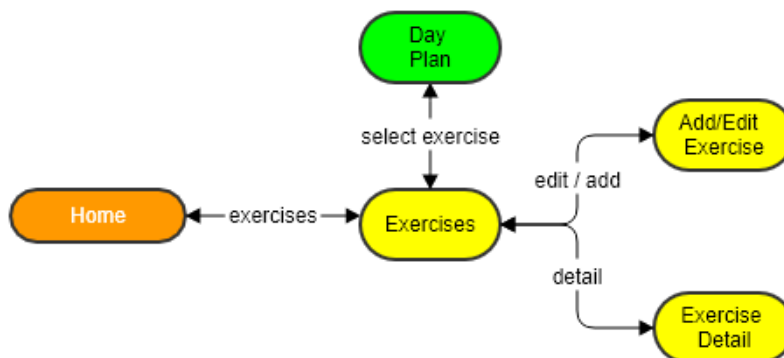 Day
Plan
select exercise
Add/Edit
Exercise
edit / add
Home
exercises
Exercises
detail
Exercise
Detail